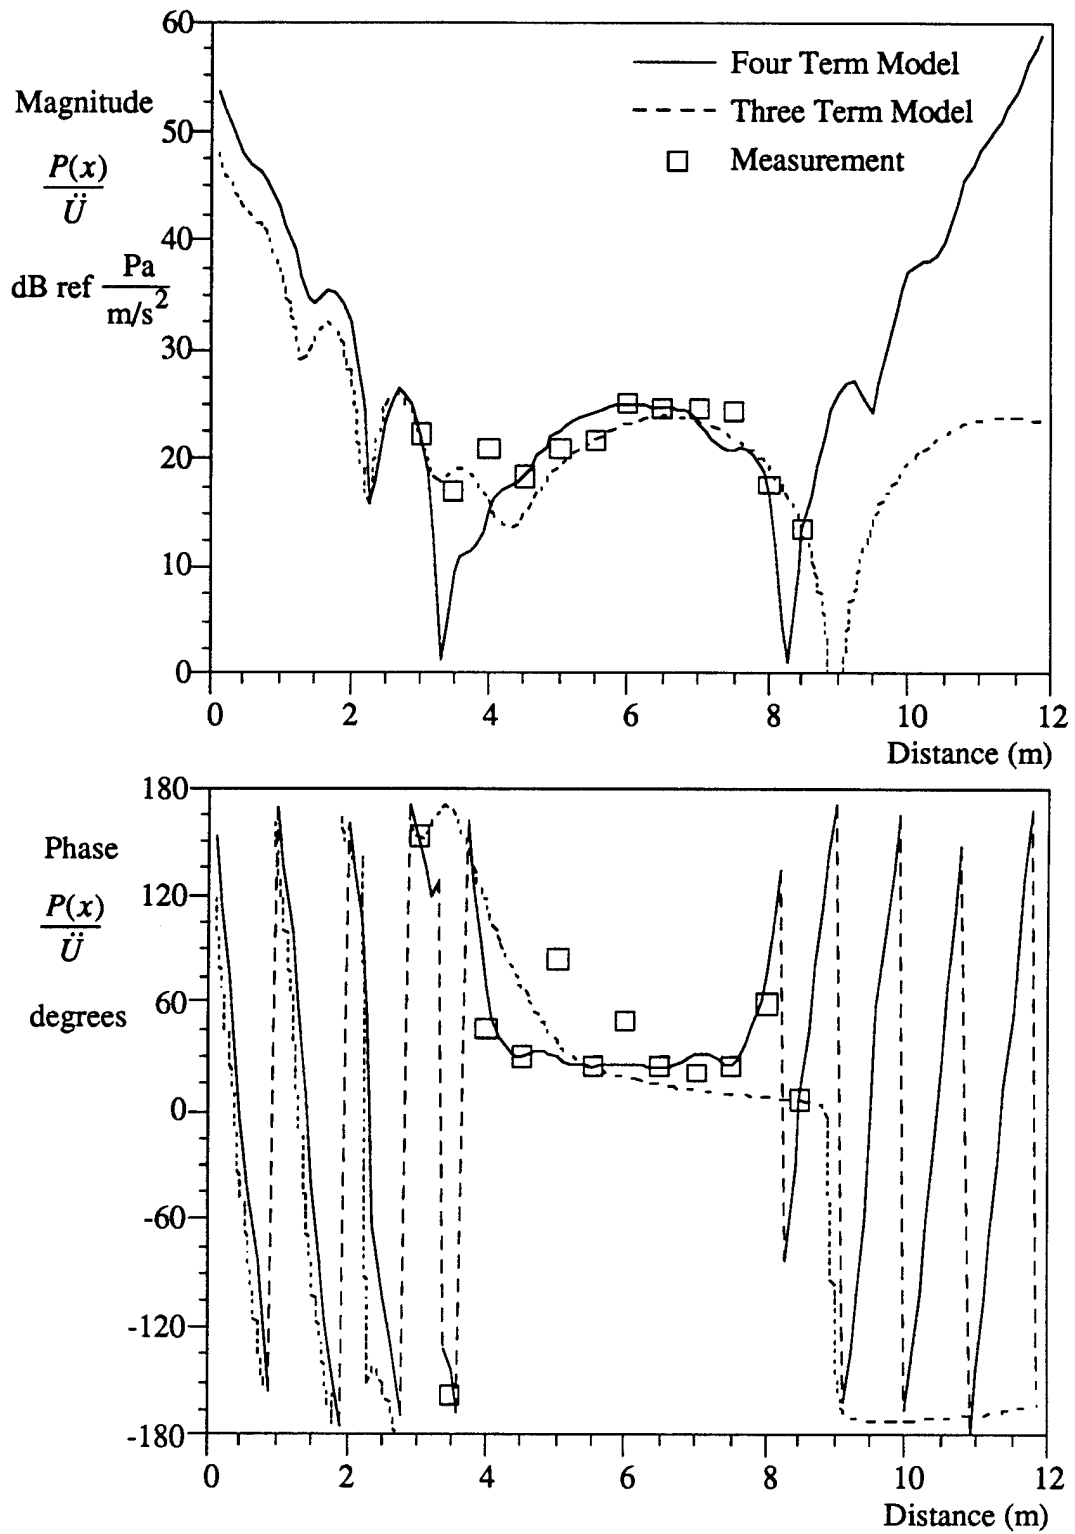 60
50
40
30
20
10
0
Magnitude
P(x)
Ü
dB ref Pa
m/s²
Four Term Model
Three Term Model
Measurement
0 2 4 6 8 10 12
Distance (m)
180
120
60
0
-60
-120
-180
Phase
P(x)
Ü
degrees
0 2 4 6 8 10 12
Distance (m)